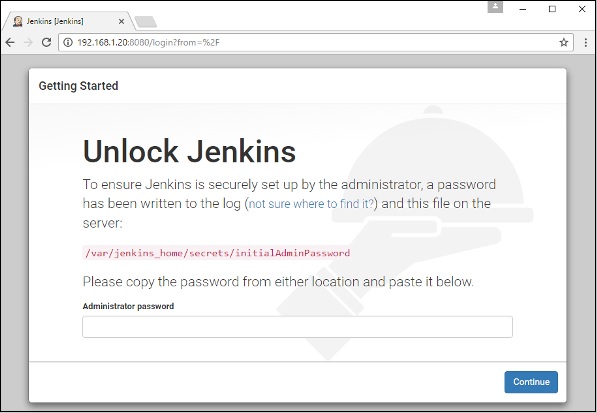 Jenkins [Jenkins]
192.168.1.20:8080/login?from=%2F
Getting Started
Unlock Jenkins
To ensure Jenkins is securely set up by the administrator, a password
has been written to the log (not sure where to find it?) and this file on the
server:
/var/jenkins_home/secrets/initialAdminPassword
Please copy the password from either location and paste it below.
Administrator password
Continue